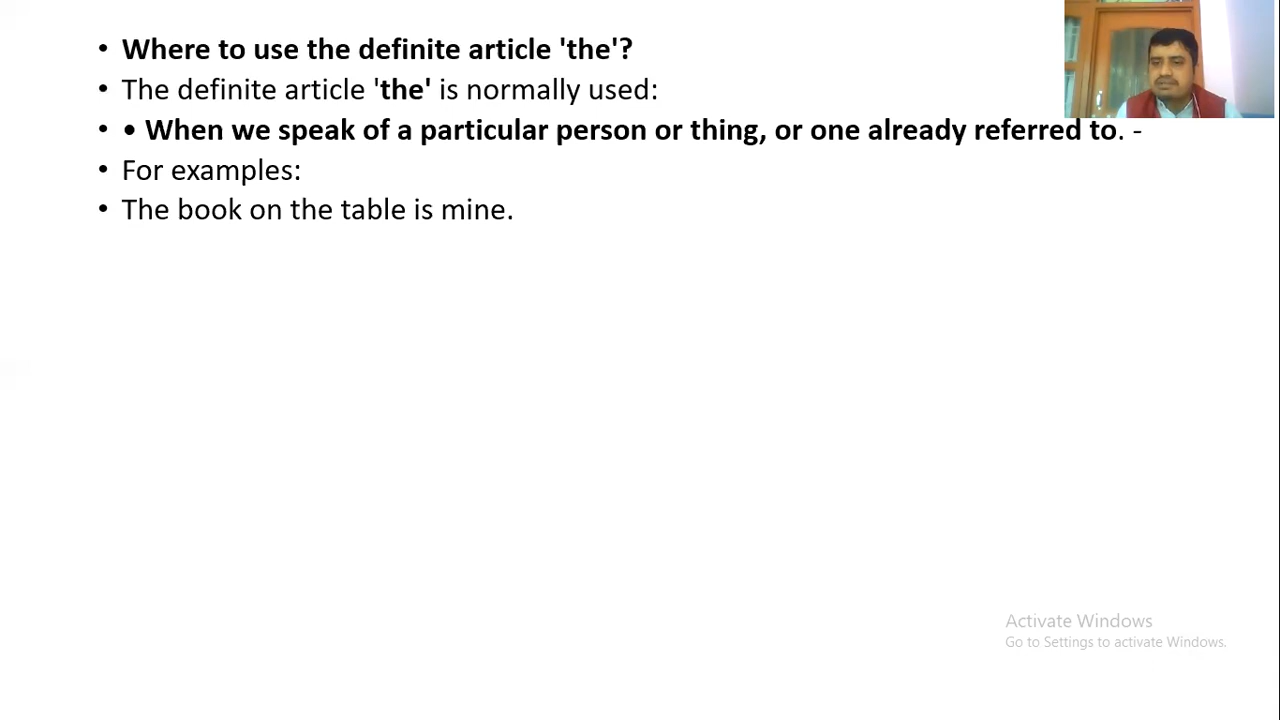 • Where to use the definite article 'the'?
• The definite article 'the' is normally used:
• • When we speak of a particular person or thing, or one already referred to. -
• For examples:
• The book on the table is mine.
Activate Windows
Go to Settings to activate Windows.